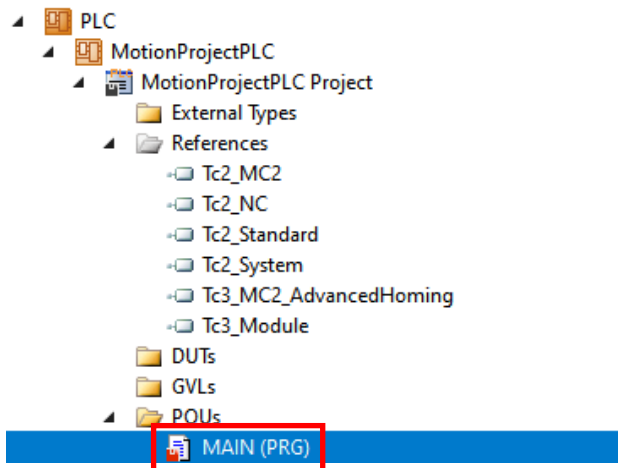 PLC
MotionProjectPLC
MotionProjectPLC Project
External Types
References
Tc2_MC2
Tc2_NC
Tc2_Standard
Tc2_System
Tc3_MC2_AdvancedHoming
Tc3_Module
DUTs
GVLs
POUs
MAIN (PRG)